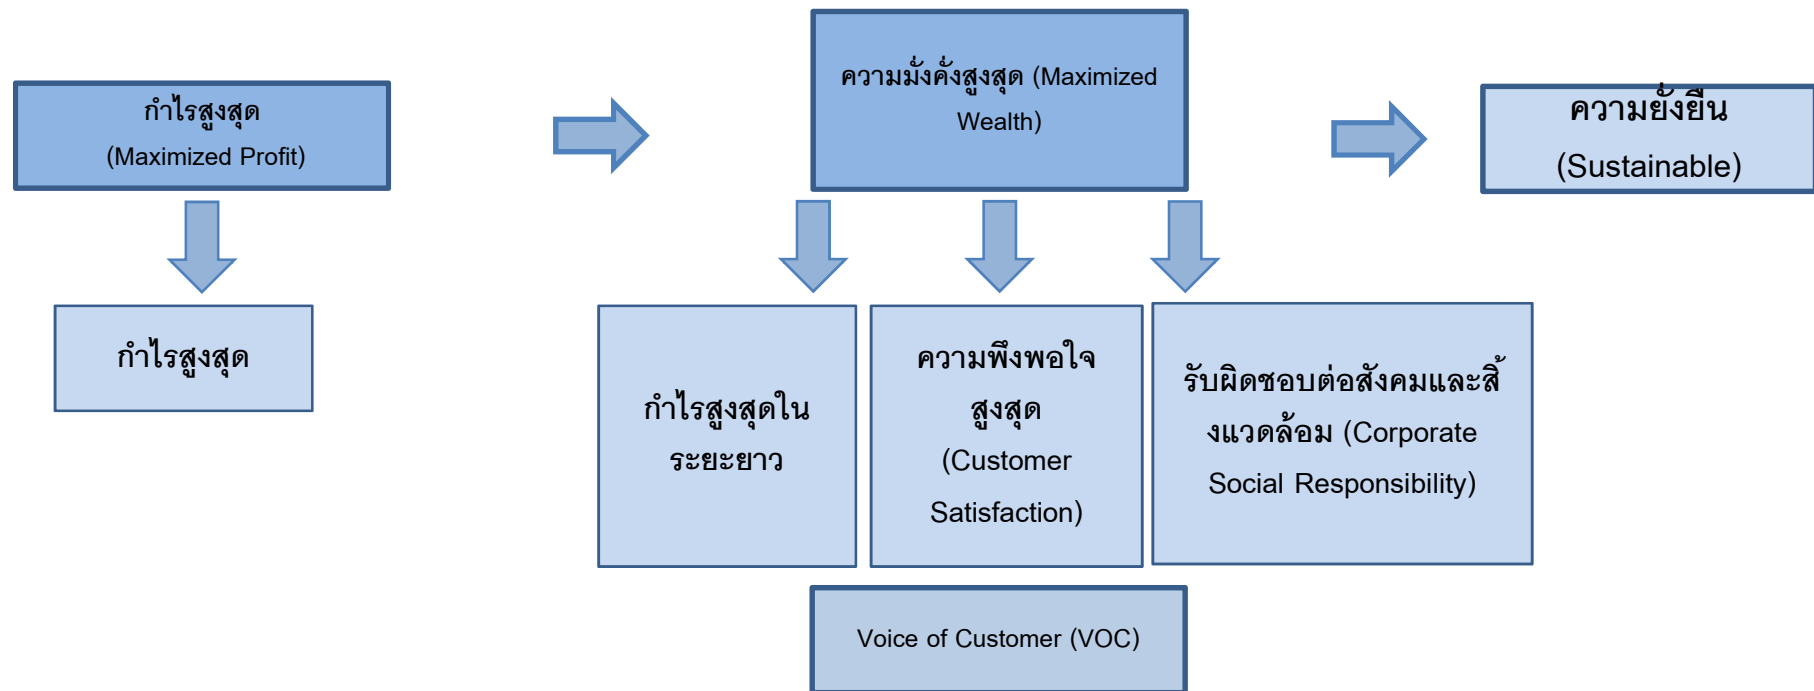 กำไรสูงสุด
(Maximized Profit)
ความมั่งคั่งสูงสุด (Maximized
Wealth)
ความยั่งยืน
(Sustainable)
กำไรสูงสุด
กำไรสูงสุดใน
ระยะยาว
ความพึงพอใจ
สูงสุด
(Customer
Satisfaction)
รับผิดชอบต่อสังคมและสิ้
งแวดล้อม (Corporate
Social Responsibility)
Voice of Customer (VOC)